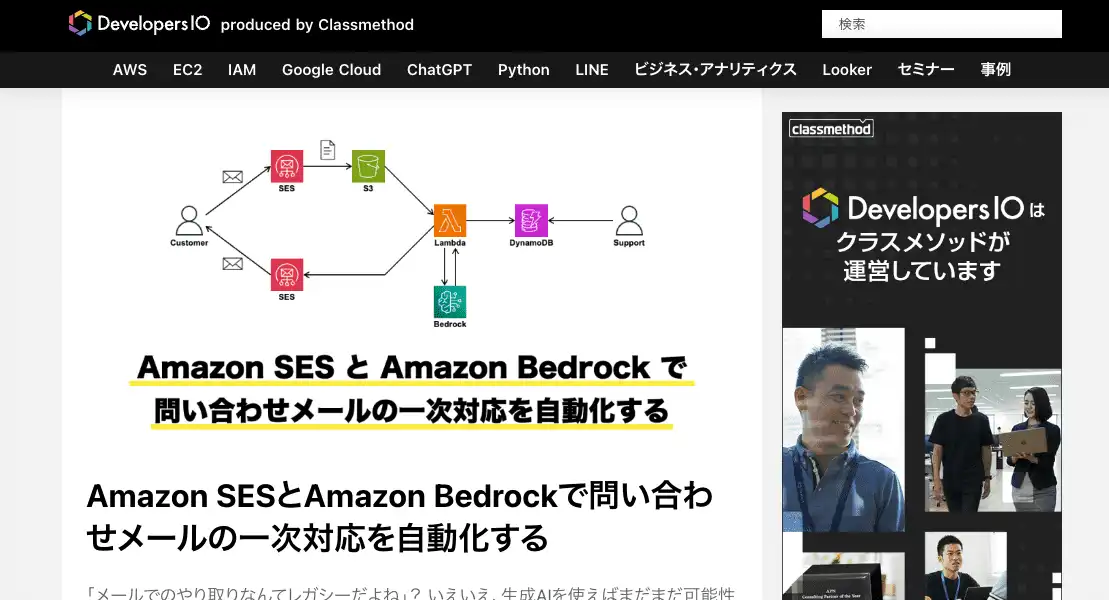 DevelopersIO produced by Classmethod
検索
AWS EC2 IAM Google Cloud ChatGPT Python LINE ビジネス・アナリティクス Looker セミナー 事例
SES
S3
Customer
Lambda
DynamoDB
Support
SES
Bedrock
Amazon SES と Amazon Bedrock で
問い合わせメールの一次対応を自動化する
Amazon SESとAmazon Bedrockで問い合わ
せメールの一次対応を自動化する
「メールでのやり取りなんてレガシーだよね」？ いえいえ、生成AIを使えばまだまだ可能性
classmethod
DevelopersIO は
クラスメソッドが
運営しています